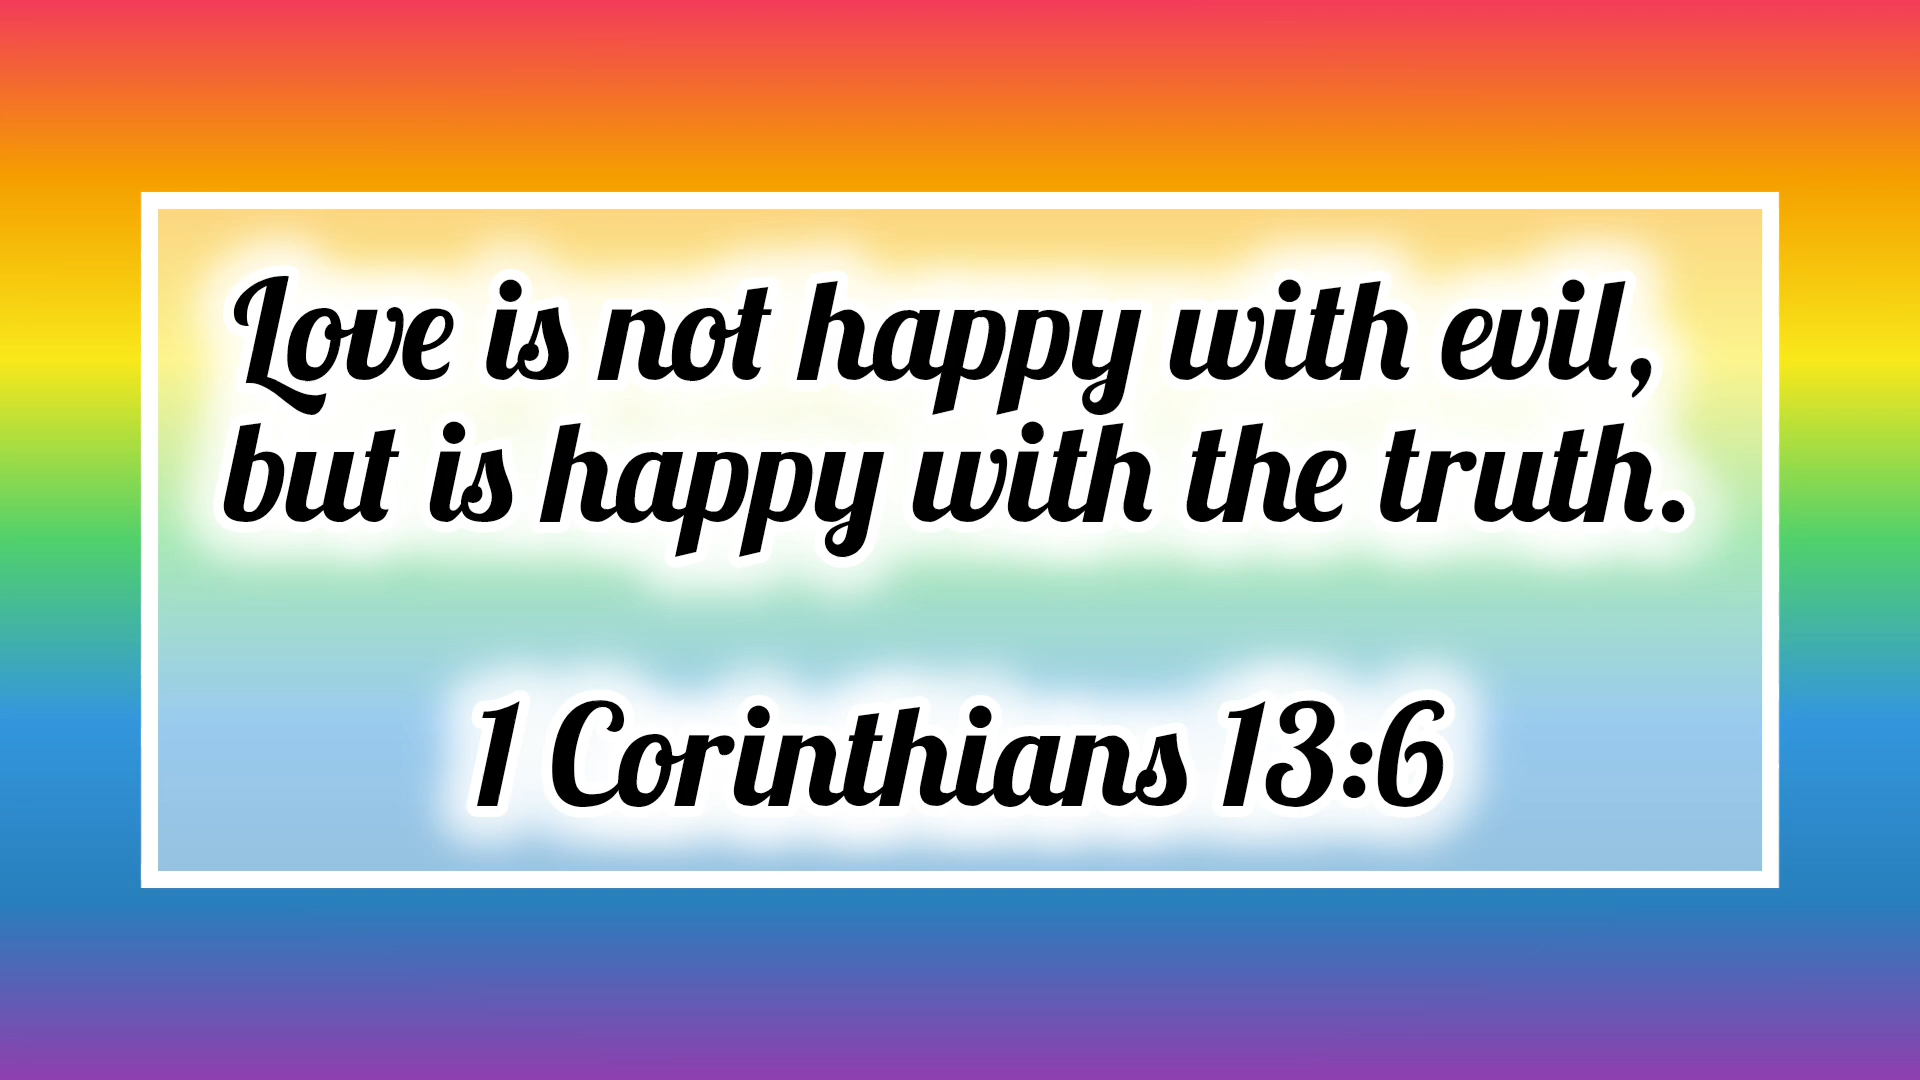 Love is not happy with evil,
but is happy with the truth.
1 Corinthians 13:6